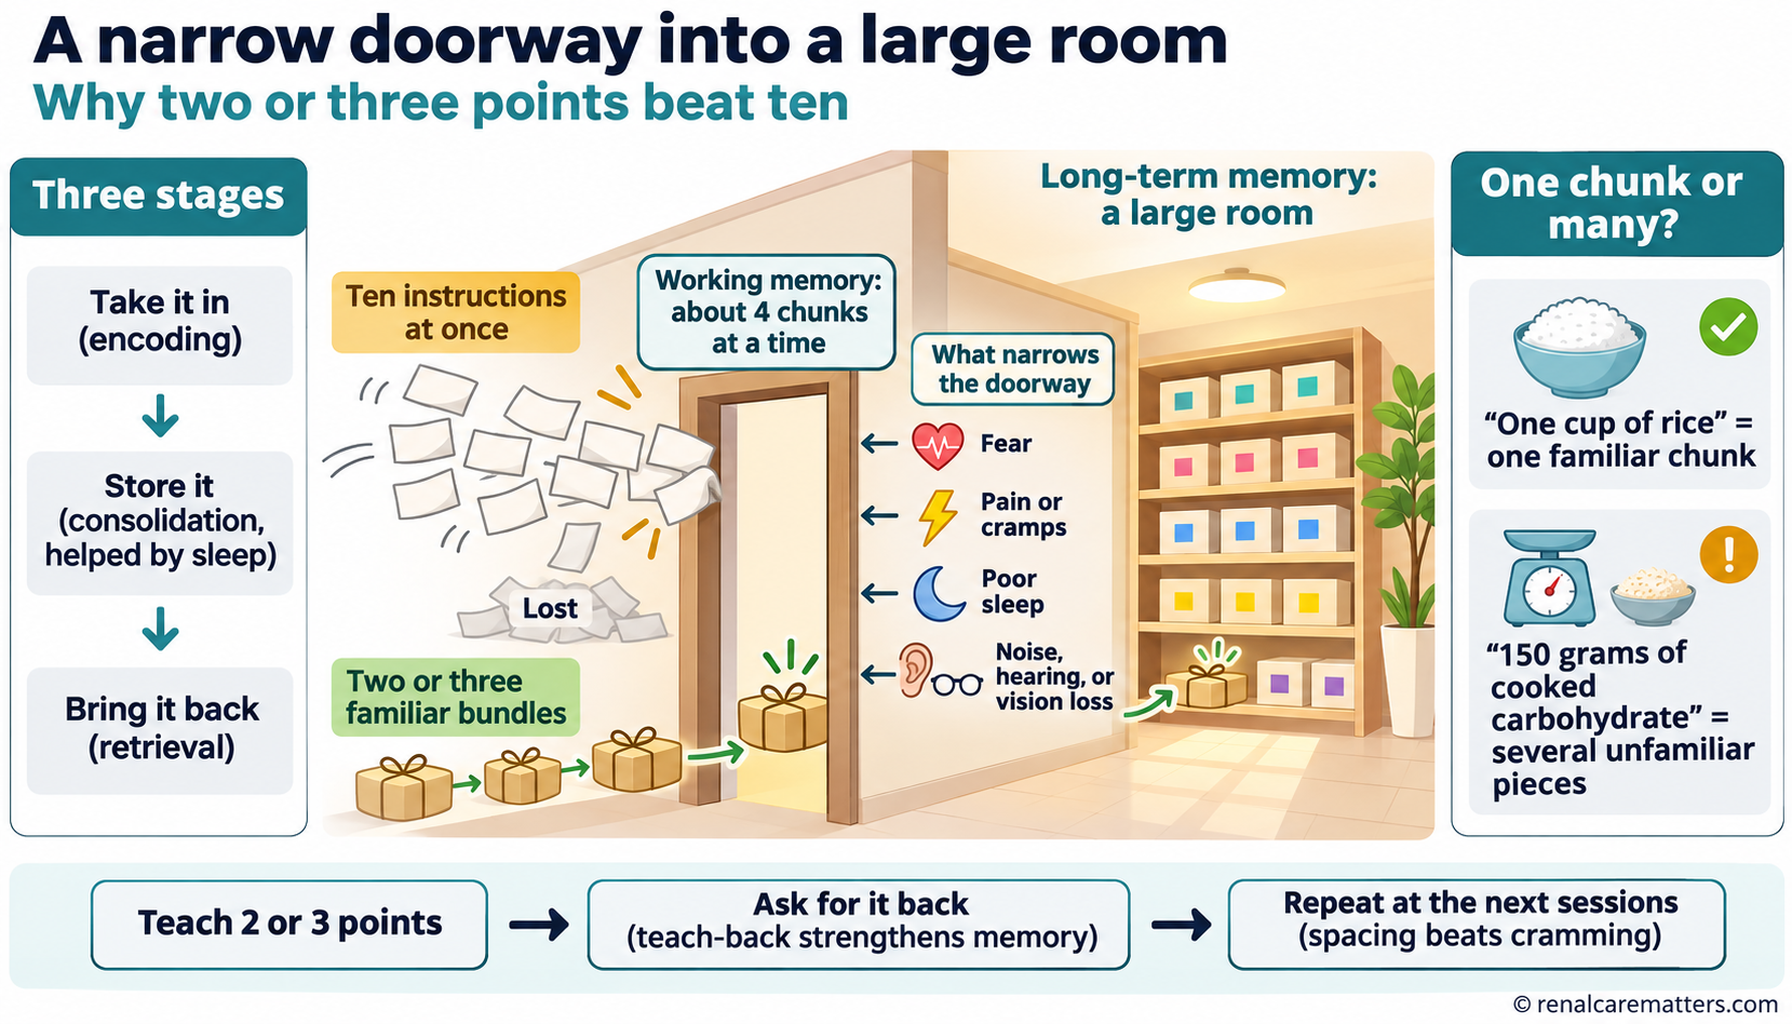 A narrow doorway into a large room
Why two or three points beat ten
Three stages
Take it in
(encoding)
Store it
(consolidation,
helped by sleep)
Bring it back
(retrieval)
Ten instructions
at once
Lost
Two or three
familiar bundles
Working memory:
about 4 chunks
at a time
What narrows
the doorway
Fear
Pain or
cramps
Poor
sleep
Noise,
hearing, or
vision loss
Long-term memory:
a large room
One chunk or
many?
“One cup of rice” =
one familiar chunk
“150 grams of
cooked
carbohydrate” =
several unfamiliar
pieces
Teach 2 or 3 points
Ask for it back
(teach-back strengthens memory)
Repeat at the next sessions
(spacing beats cramming)
© renalcarematters.com